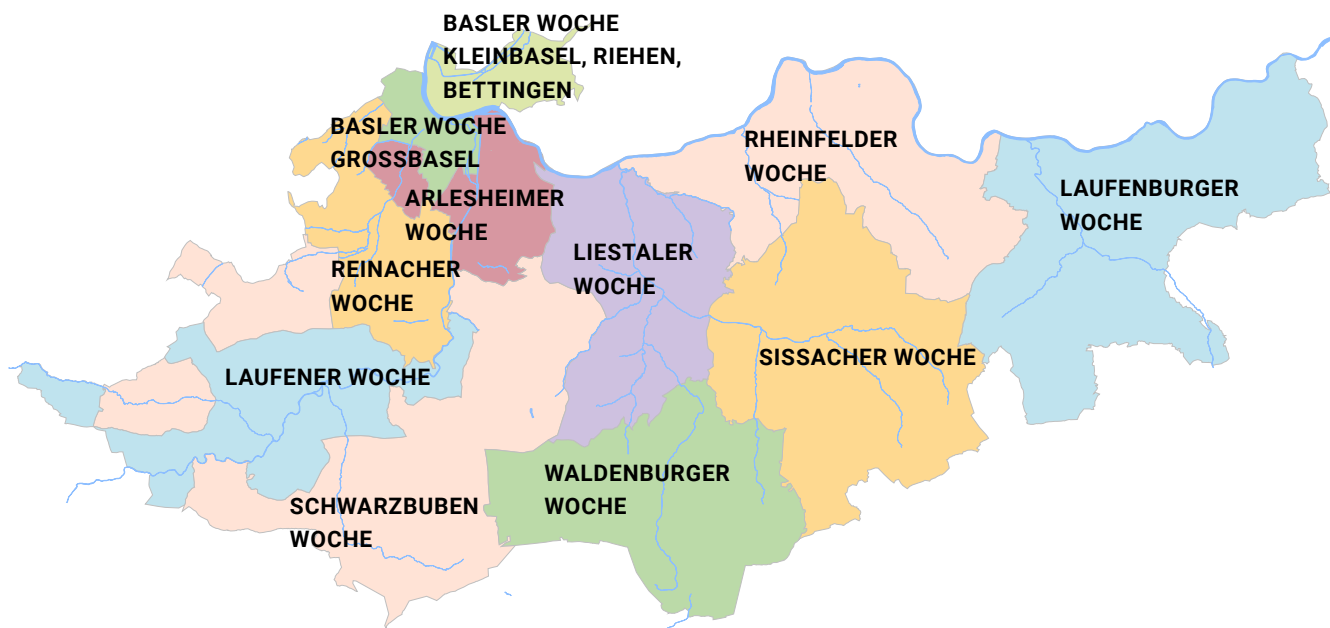 BASLER WOCHE
KLEINBASEL, RIEHEN,
BETTINGEN
BASLER WOCHE
GROSSBASEL
RHEINFELDER
WOCHE
LAUFENBURGER
WOCHE
ARLESHEIMER
WOCHE
LIESTALER
WOCHE
REINACHER
WOCHE
SISSACHER WOCHE
LAUFENER WOCHE
WALDENBURGER
WOCHE
SCHWARZBUBEN
WOCHE